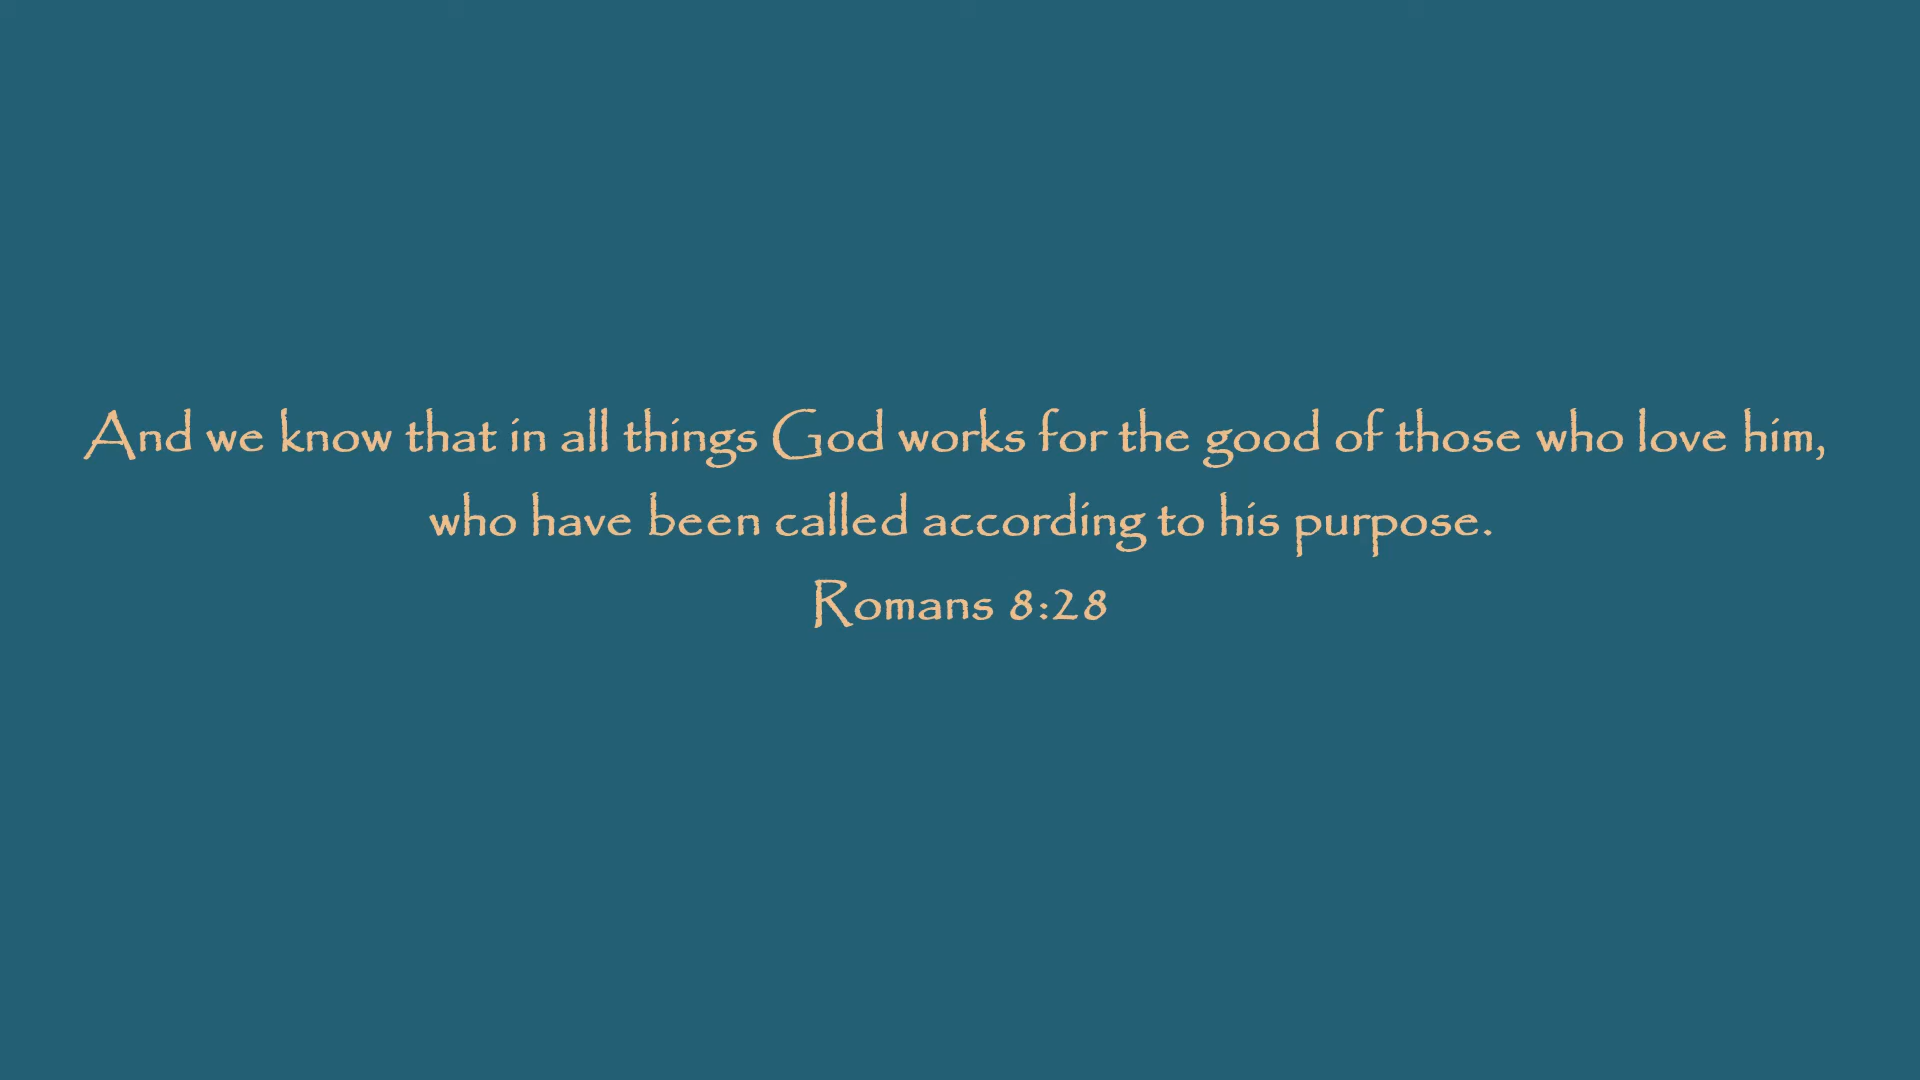 And we know that in all things God works for the good of those who love him,
who have been called according to his purpose.
Romans 8:28